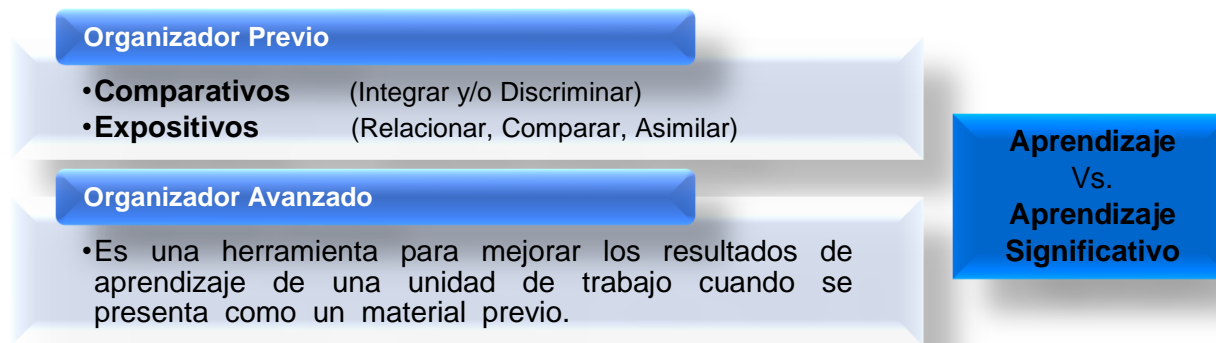 Organizador Previo
•Comparativos (Integrar y/o Discriminar)
•Expositivos (Relacionar, Comparar, Asimilar)
Organizador Avanzado
•Es una herramienta para mejorar los resultados de
aprendizaje de una unidad de trabajo cuando se
presenta como un material previo.
Aprendizaje
Vs.
Aprendizaje
Significativo